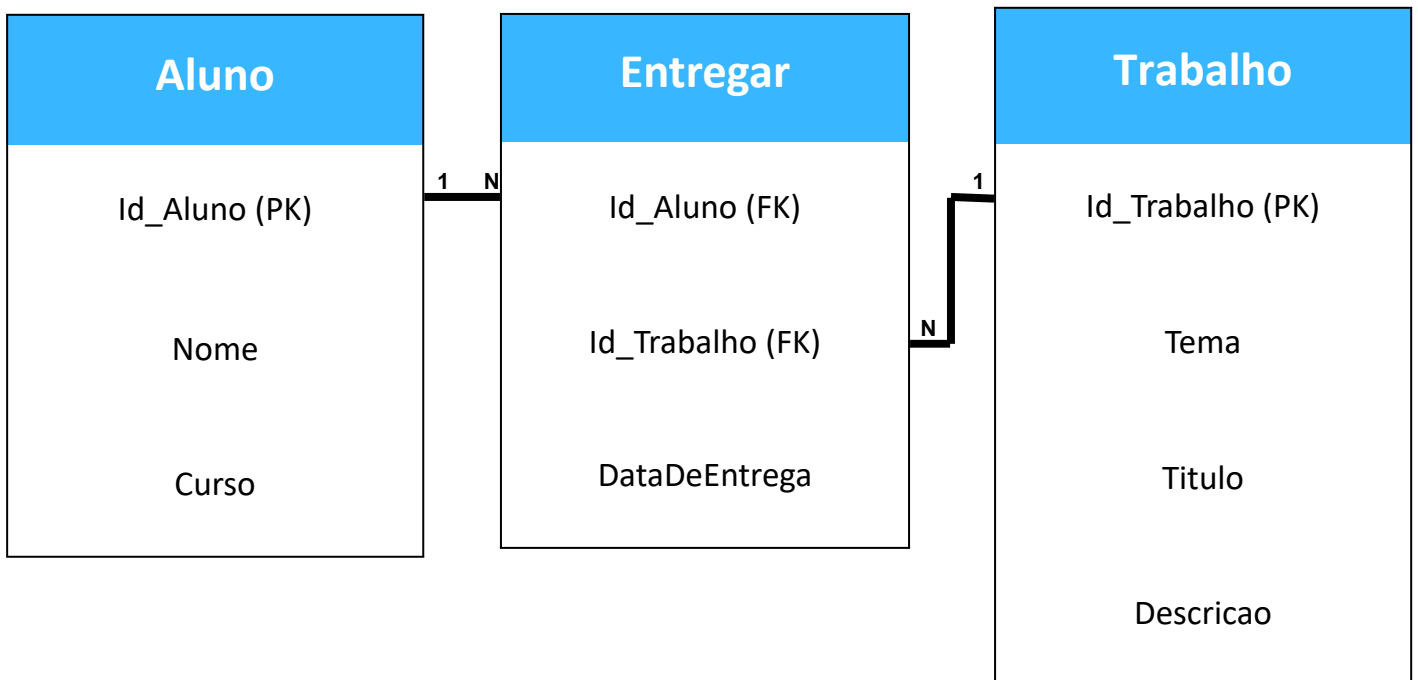 Aluno
Id_Aluno (PK)
Nome
Curso
1 N
Entregar
Id_Aluno (FK)
Id_Trabalho (FK)
DataDeEntrega
N 1
Trabalho
Id_Trabalho (PK)
Tema
Titulo
Descricao